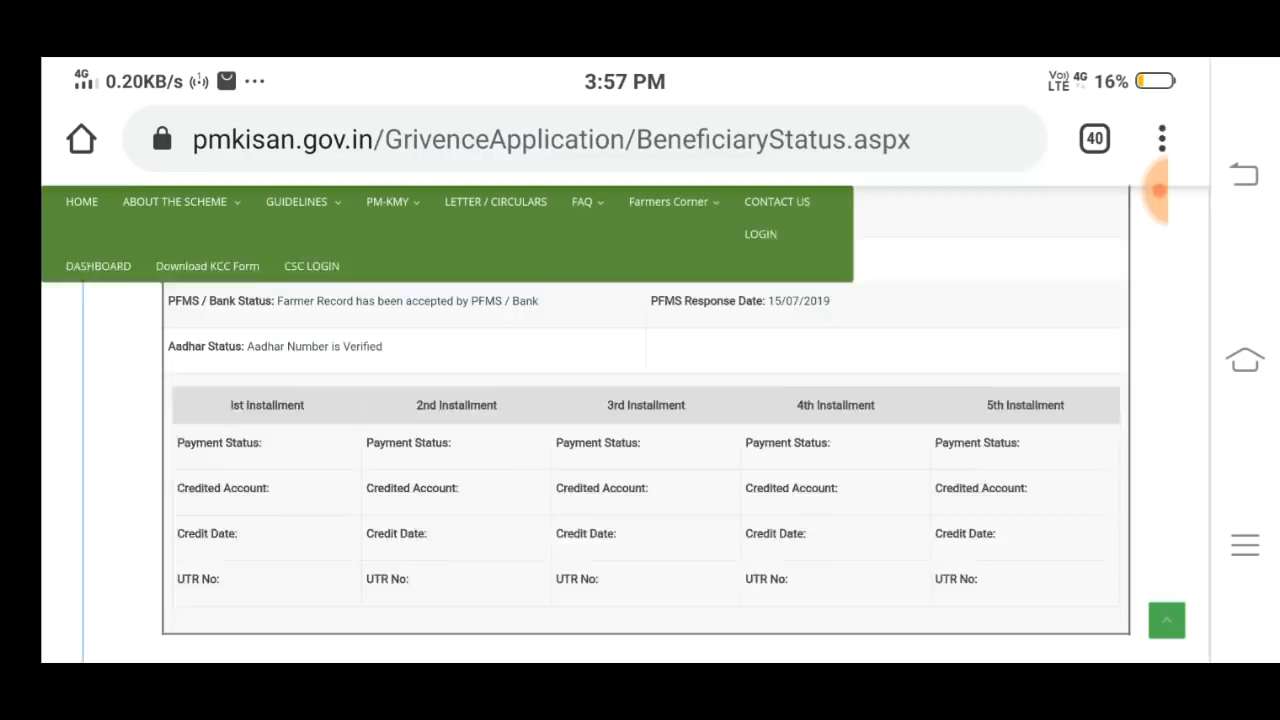 4G 0.20KB/s 3:57 PM Vo) LTE 4G 16%
pmkisan.gov.in/GrivenceApplication/BeneficiaryStatus.aspx 40
HOME ABOUT THE SCHEME GUIDELINES PM-KMY LETTER / CIRCULARS FAQ Farmers Corner CONTACT US
LOGIN
DASHBOARD Download KCC Form CSC LOGIN
PFMS / Bank Status: Farmer Record has been accepted by PFMS / Bank PFMS Response Date: 15/07/2019
Aadhar Status: Aadhar Number is Verified
Ist Installment 2nd Installment 3rd Installment 4th Installment 5th Installment
Payment Status: Payment Status: Payment Status: Payment Status: Payment Status:
Credited Account: Credited Account: Credited Account: Credited Account: Credited Account:
Credit Date: Credit Date: Credit Date: Credit Date: Credit Date:
UTR No: UTR No: UTR No: UTR No: UTR No: